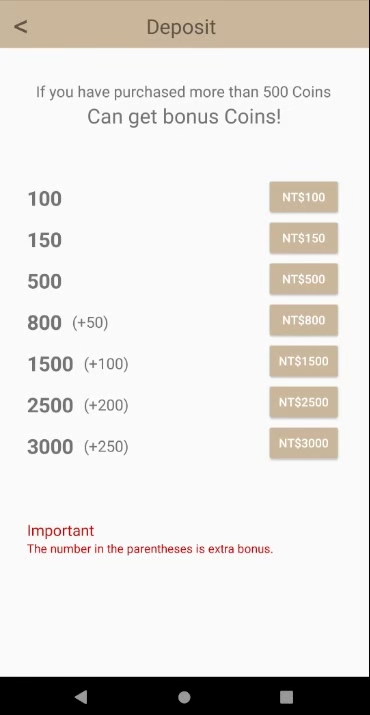 < Deposit
If you have purchased more than 500 Coins
Can get bonus Coins!
100 NT$100
150 NT$150
500 NT$500
800 (+50) NT$800
1500 (+100) NT$1500
2500 (+200) NT$2500
3000 (+250) NT$3000
Important
The number in the parentheses is extra bonus.